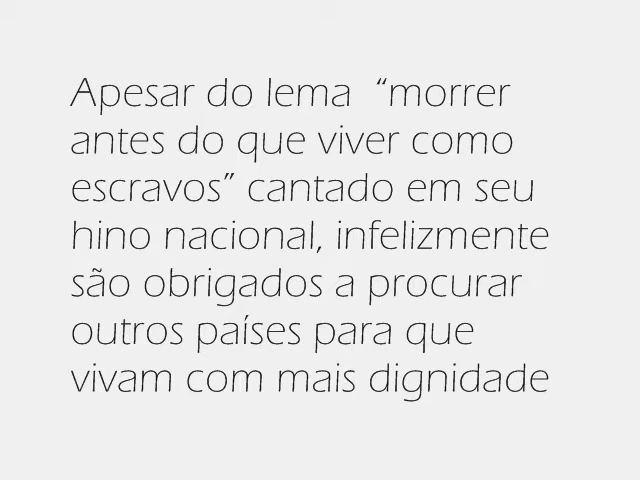 Apesar do lema  “morrer
antes do que viver como
escravos” cantado em seu
hino nacional, infelizmente
são obrigados a procurar
outros países para que
vivam com mais dignidade